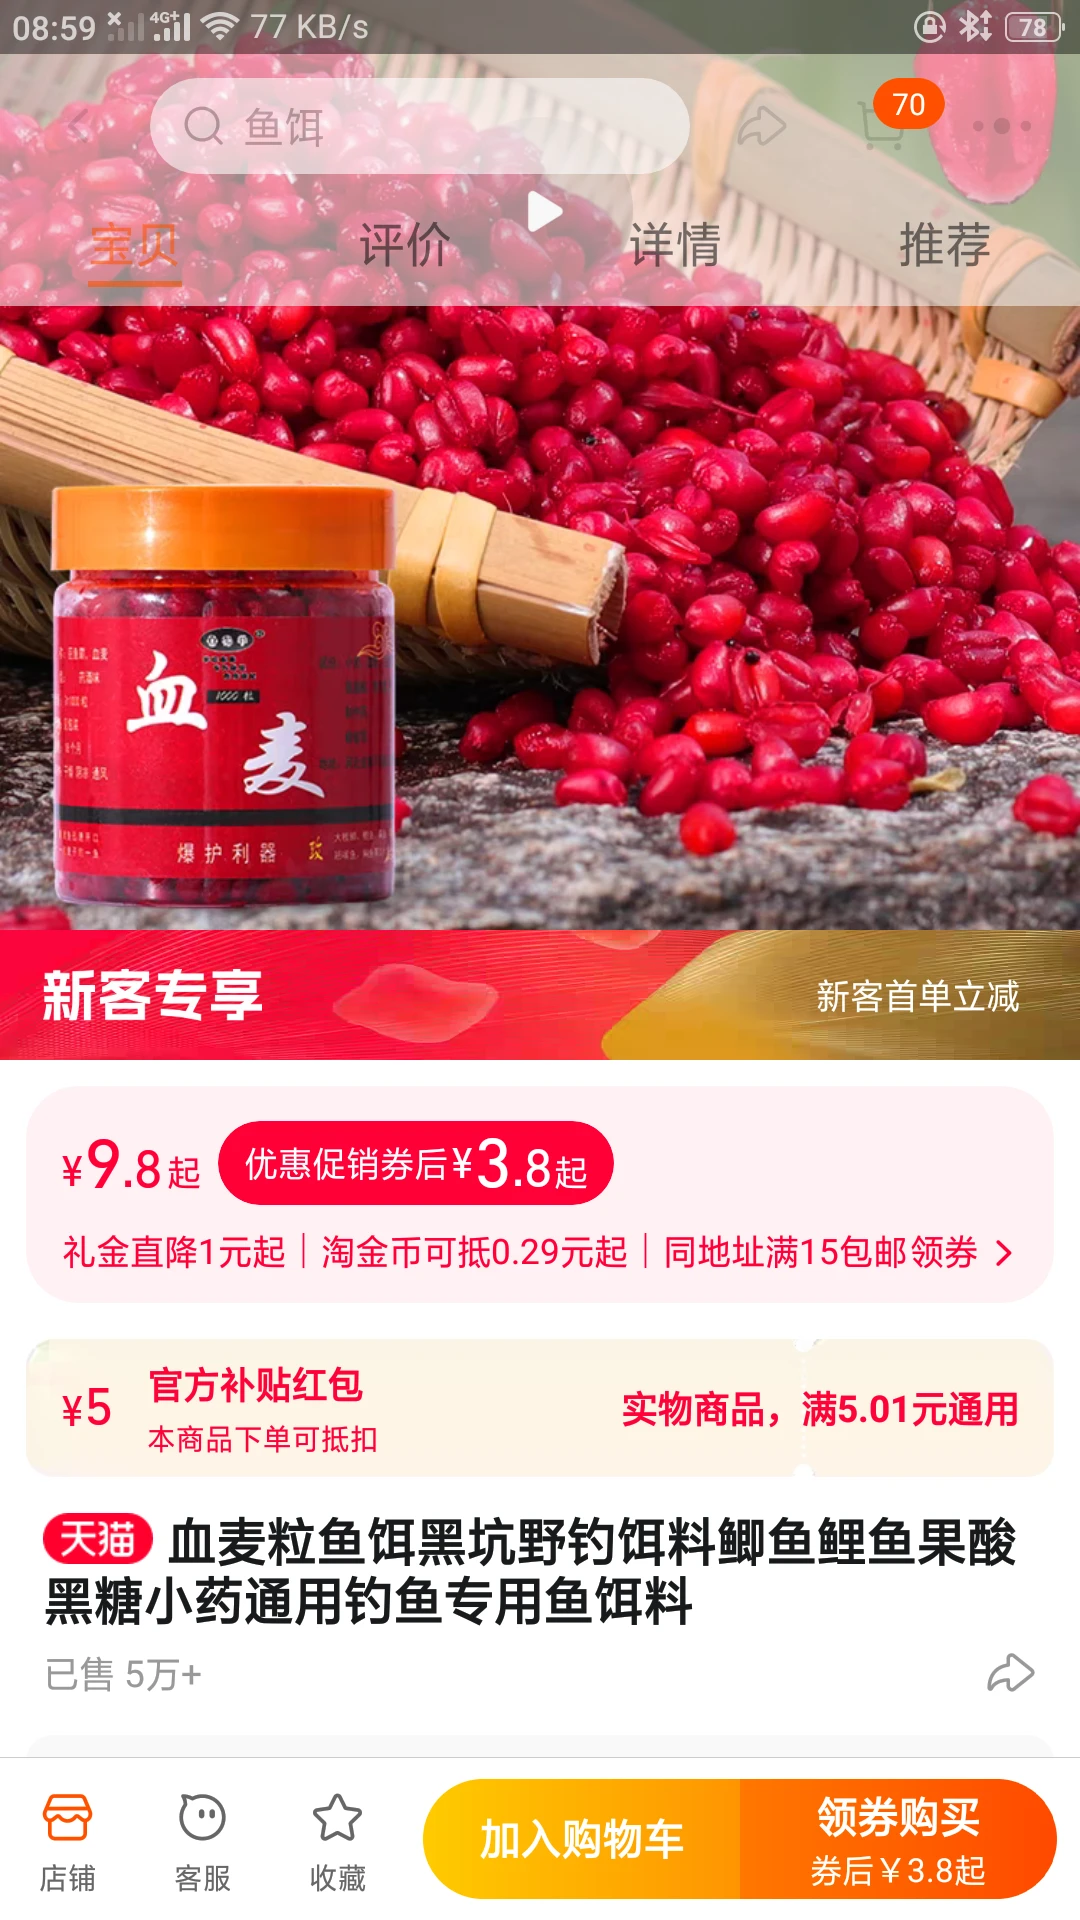 08:59 4G+ 77 KB/s 78
鱼饵
70
宝贝 评价 详情 推荐
血
1000 粒
麦
爆护利器
新客专享
新客首单立减
¥9.8起 优惠促销券后¥3.8起
礼金直降1元起 | 淘金币可抵0.29元起 | 同地址满15包邮 领券
¥5 官方补贴红包
本商品下单可抵扣
实物商品，满5.01元通用
天猫 血麦粒鱼饵黑坑野钓饵料鲫鱼鲤鱼果酸
黑糖小药通用钓鱼专用鱼饵料
已售 5万+
店铺 客服 收藏
加入购物车
领券购买
券后￥3.8起